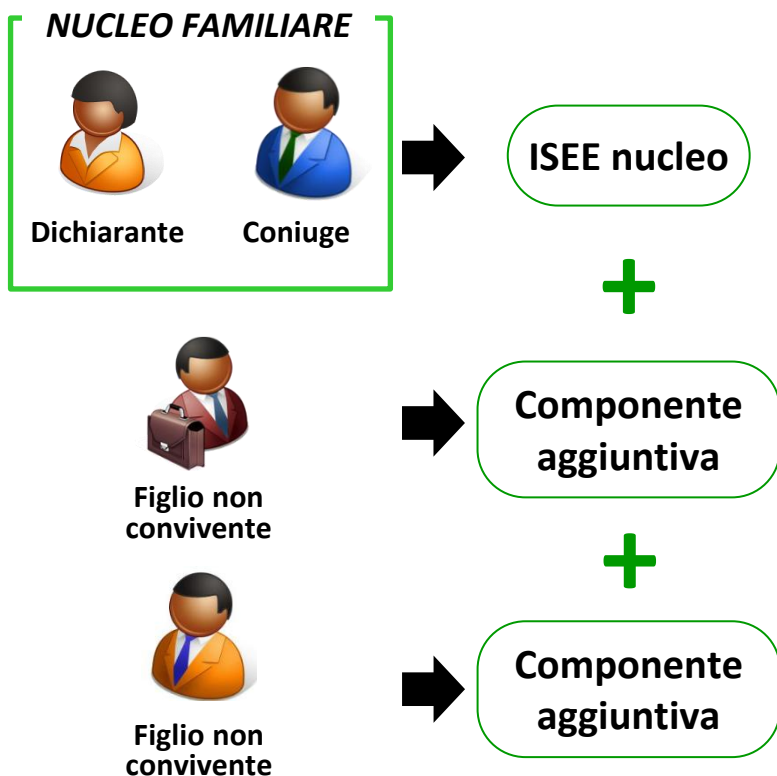 NUCLEO FAMILIARE
Dichiarante
Coniuge
ISEE nucleo
+
Figlio non
convivente
Componente
aggiuntiva
+
Figlio non
convivente
Componente
aggiuntiva